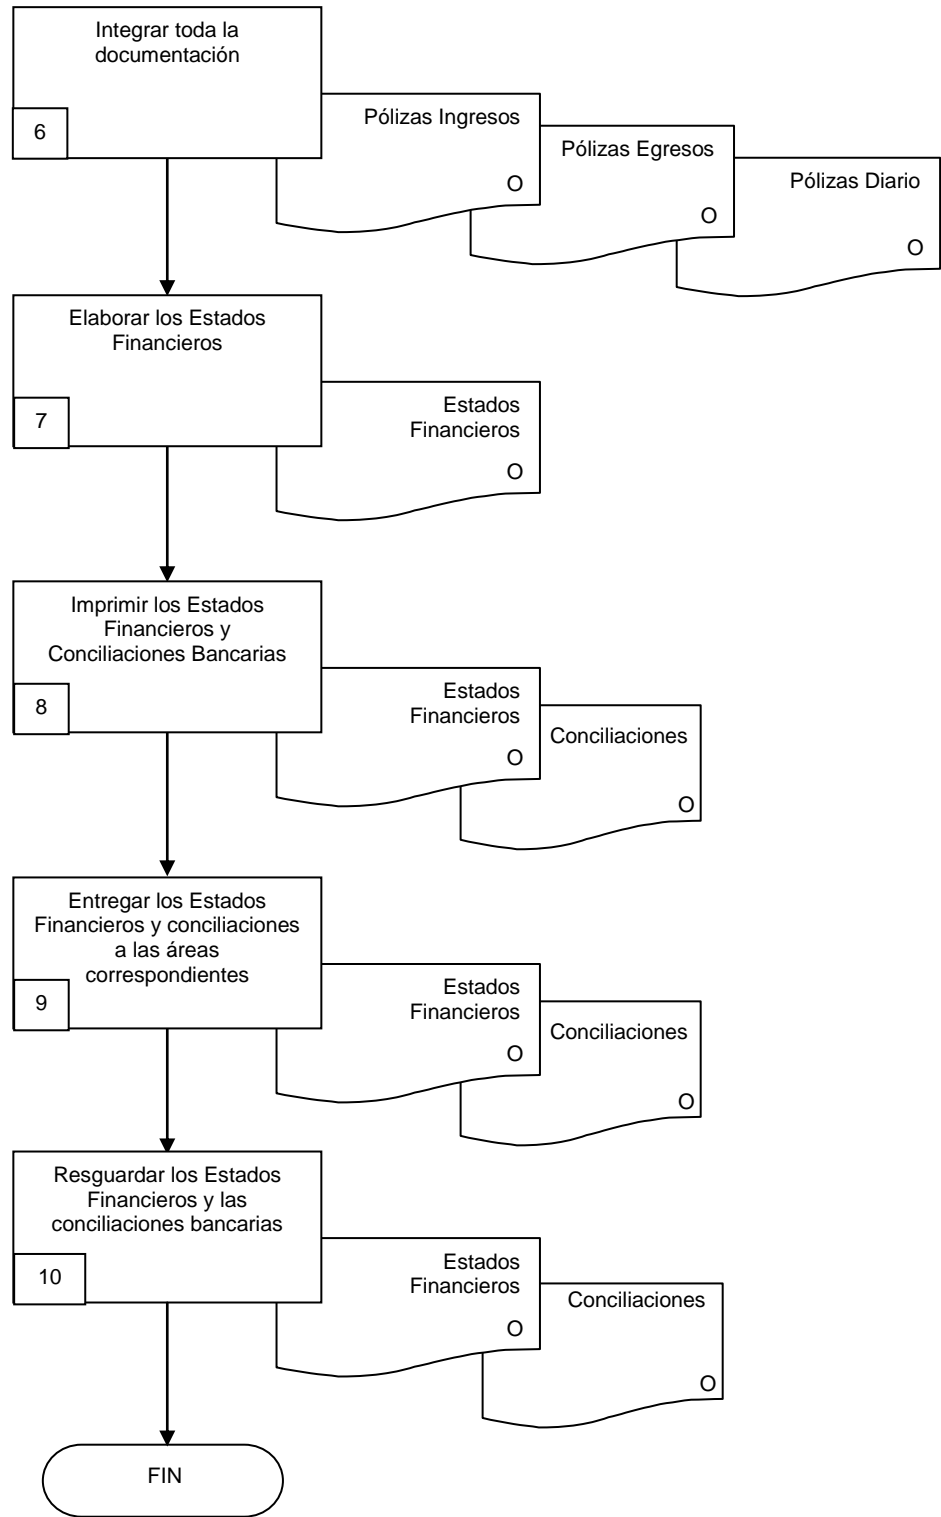 Integrar toda la
documentación
6
Pólizas Ingresos
O
Pólizas Egresos
O
Pólizas Diario
O
Elaborar los Estados
Financieros
7
Estados
Financieros
O
Imprimir los Estados
Financieros y
Conciliaciones Bancarias
8
Estados
Financieros
O
Conciliaciones
O
Entregar los Estados
Financieros y conciliaciones
a las áreas
correspondientes
9
Estados
Financieros
O
Conciliaciones
O
Resguardar los Estados
Financieros y las
conciliaciones bancarias
10
Estados
Financieros
O
Conciliaciones
O
FIN